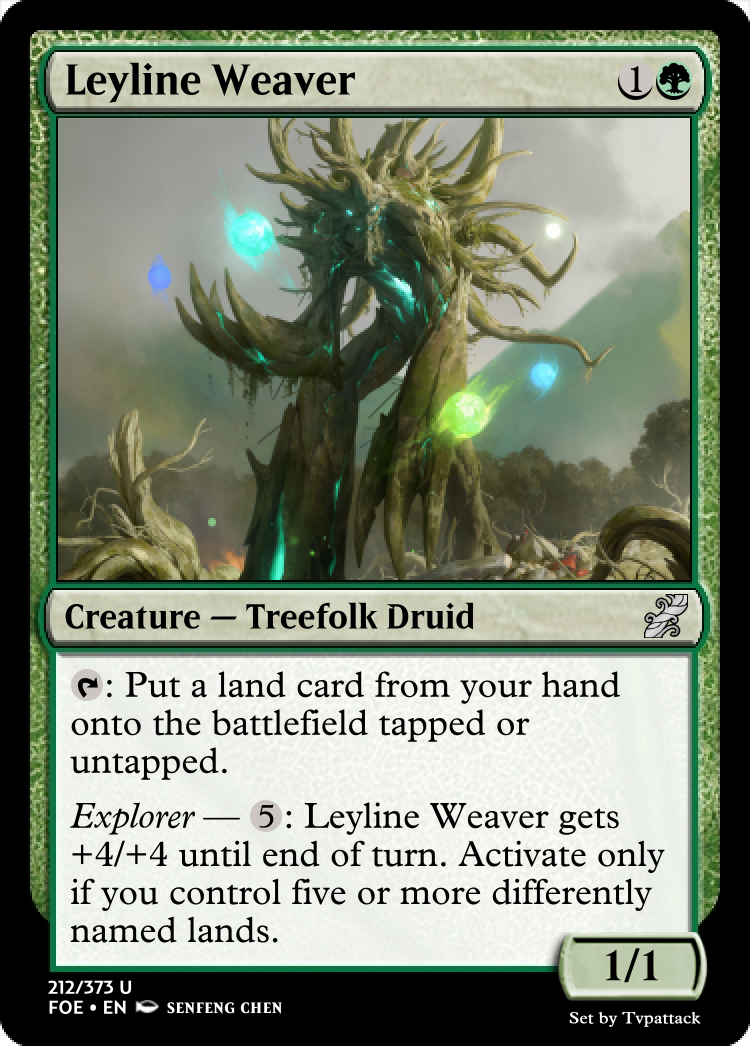 Leyline Weaver 1
Creature — Treefolk Druid
: Put a land card from your hand
onto the battlefield tapped or
untapped.
Explorer — 5: Leyline Weaver gets
+4/+4 until end of turn. Activate only
if you control five or more differently
named lands.
1/1
212/373 U
FOE • EN SENFENG CHEN
Set by Tvpattack